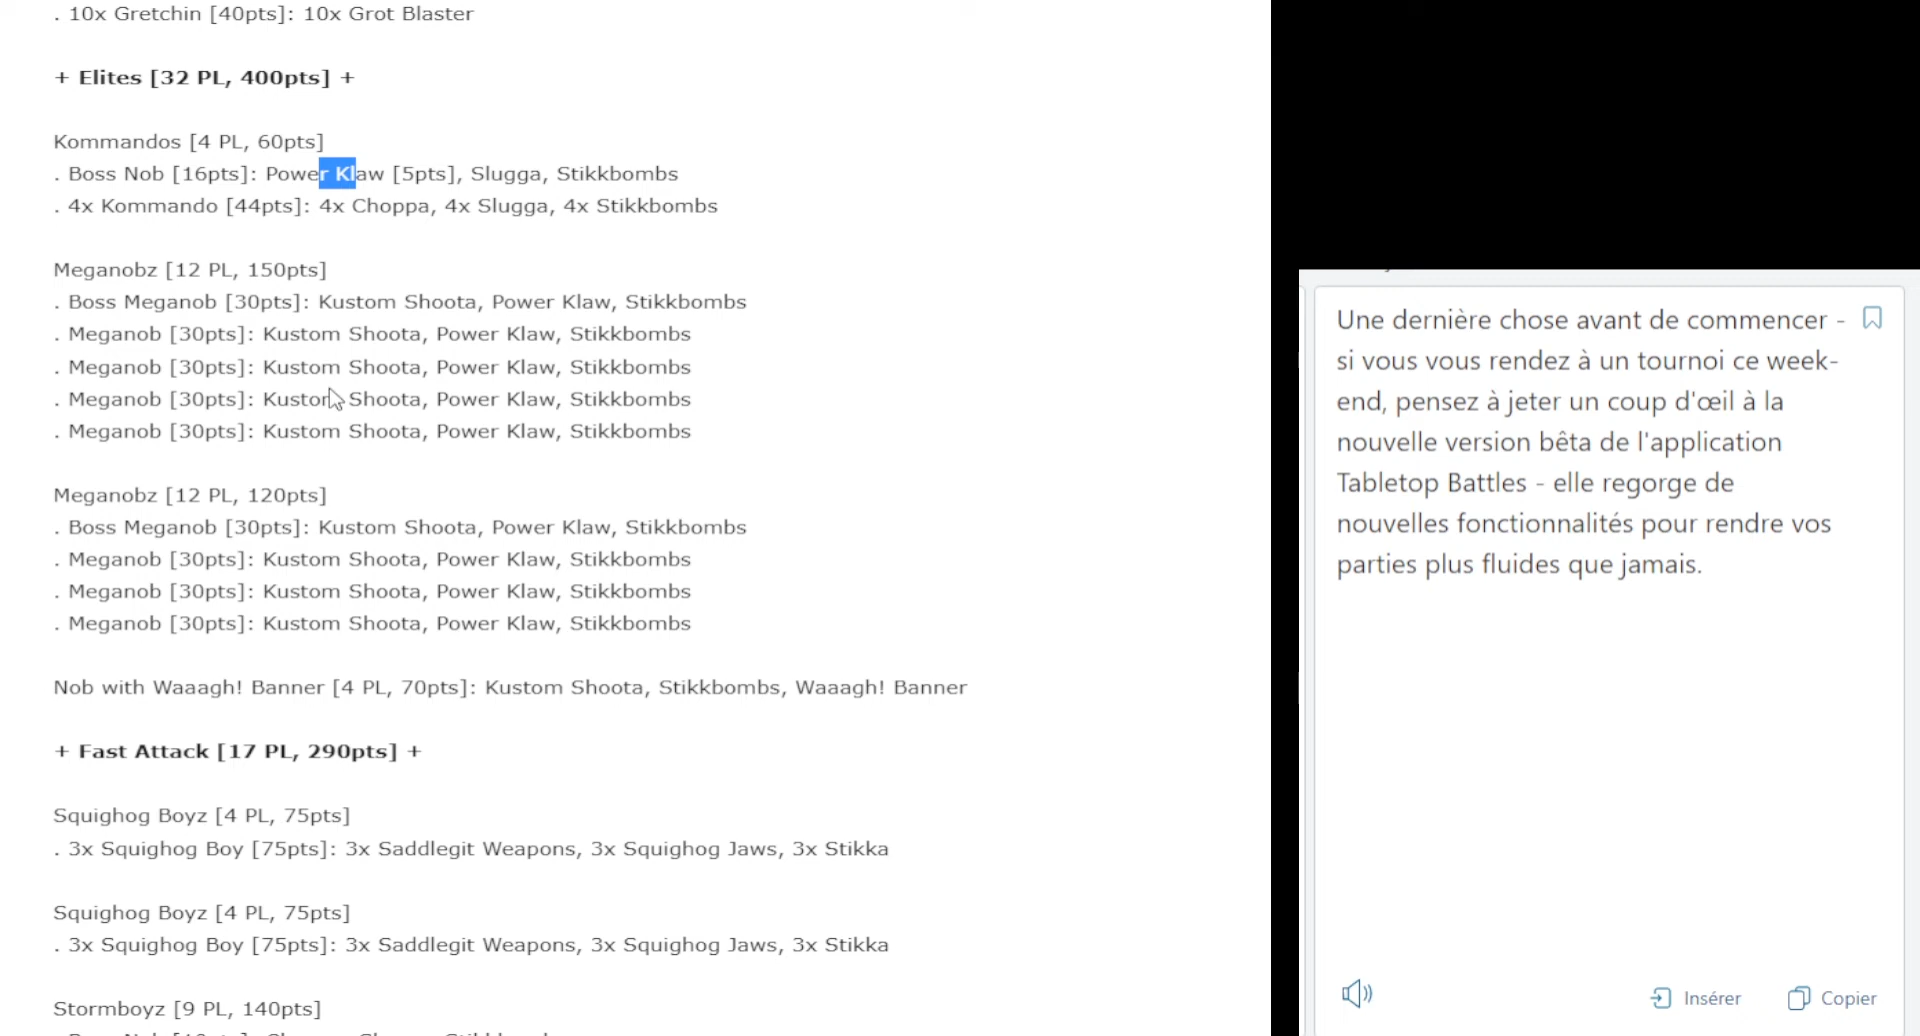 . 10x Gretchin [40pts]: 10x Grot Blaster
+ Elites [32 PL, 400pts] +
Kommandos [4 PL, 60pts]
. Boss Nob [16pts]: Power Klaw [5pts], Slugga, Stikkbombs
. 4x Kommando [44pts]: 4x Choppa, 4x Slugga, 4x Stikkbombs
Meganobz [12 PL, 150pts]
. Boss Meganob [30pts]: Kustom Shoota, Power Klaw, Stikkbombs
. Meganob [30pts]: Kustom Shoota, Power Klaw, Stikkbombs
. Meganob [30pts]: Kustom Shoota, Power Klaw, Stikkbombs
. Meganob [30pts]: Kustom Shoota, Power Klaw, Stikkbombs
. Meganob [30pts]: Kustom Shoota, Power Klaw, Stikkbombs
Meganobz [12 PL, 120pts]
. Boss Meganob [30pts]: Kustom Shoota, Power Klaw, Stikkbombs
. Meganob [30pts]: Kustom Shoota, Power Klaw, Stikkbombs
. Meganob [30pts]: Kustom Shoota, Power Klaw, Stikkbombs
. Meganob [30pts]: Kustom Shoota, Power Klaw, Stikkbombs
Nob with Waaagh! Banner [4 PL, 70pts]: Kustom Shoota, Stikkbombs, Waaagh! Banner
+ Fast Attack [17 PL, 290pts] +
Squighog Boyz [4 PL, 75pts]
. 3x Squighog Boy [75pts]: 3x Saddlegit Weapons, 3x Squighog Jaws, 3x Stikka
Squighog Boyz [4 PL, 75pts]
. 3x Squighog Boy [75pts]: 3x Saddlegit Weapons, 3x Squighog Jaws, 3x Stikka
Stormboyz [9 PL, 140pts]
Une dernière chose avant de commencer -
si vous vous rendez à un tournoi ce week-
end, pensez à jeter un coup d'œil à la
nouvelle version bêta de l'application
Tabletop Battles - elle regorge de
nouvelles fonctionnalités pour rendre vos
parties plus fluides que jamais.
Insérer
Copier